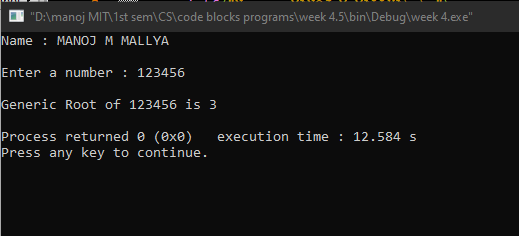 "D:\manoj MIT\1st sem\CS\code blocks programs\week 4.5\bin\Debug\week 4.exe"
Name : MANOJ M MALLYA
Enter a number : 123456
Generic Root of 123456 is 3
Process returned 0 (0x0)   execution time : 12.584 s
Press any key to continue.